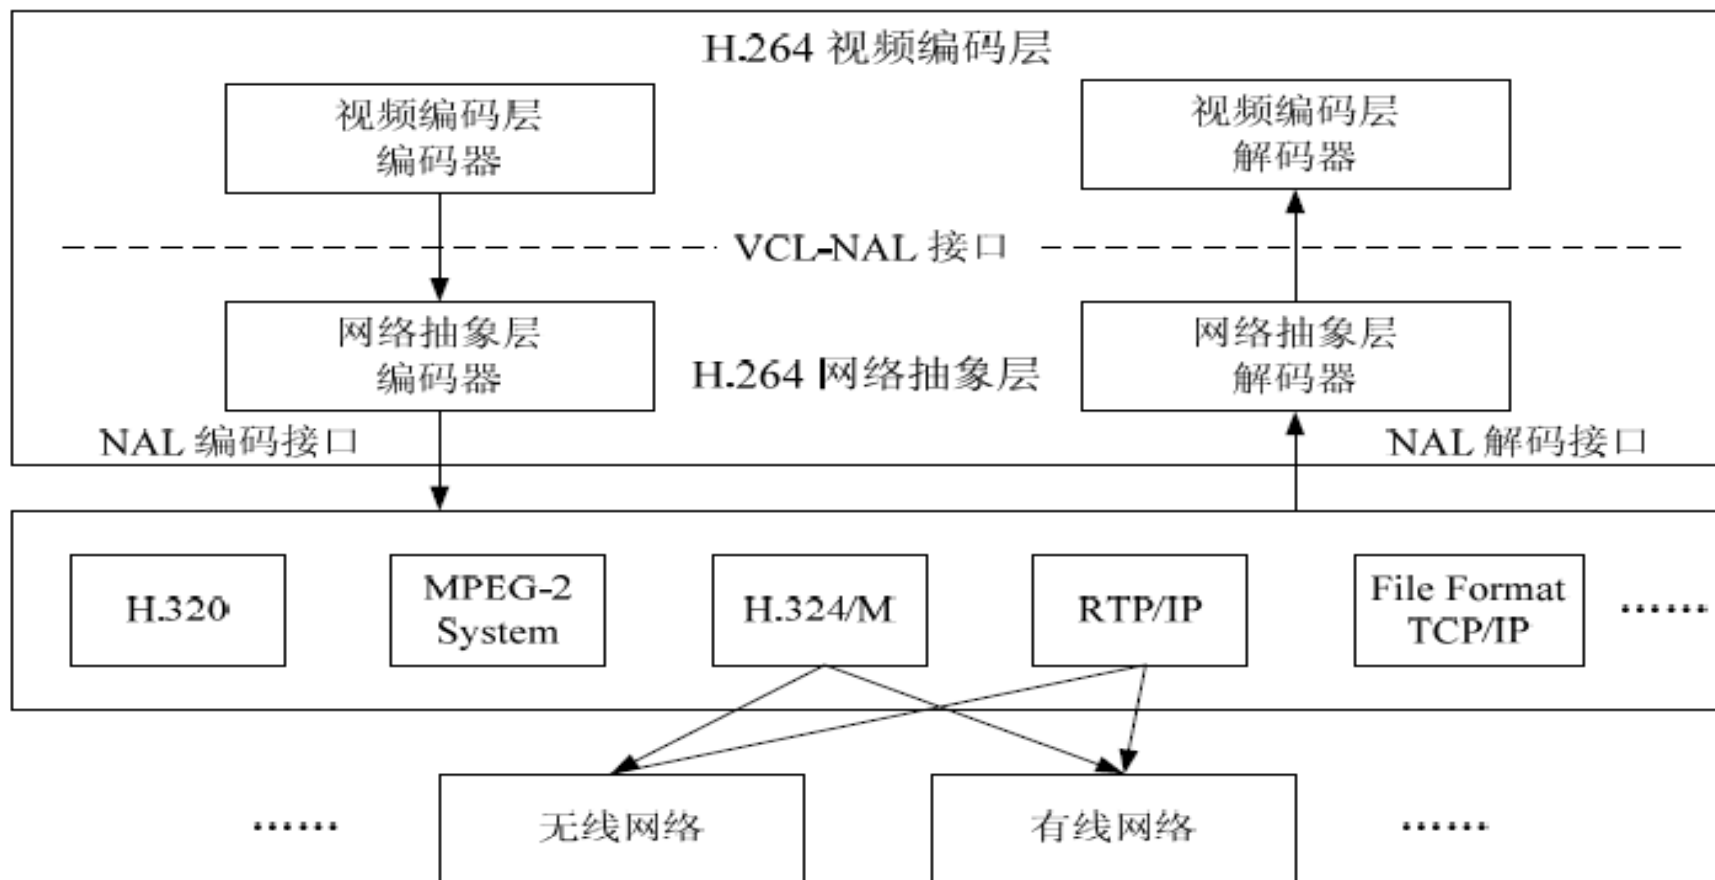 H.264 视频编码层
视频编码层
编码器
视频编码层
解码器
VCL-NAL 接口
网络抽象层
编码器
H.264 网络抽象层
网络抽象层
解码器
NAL 编码接口
NAL 解码接口
H.320
MPEG-2
System
H.324/M
RTP/IP
File Format
TCP/IP
······
······
无线网络
有线网络
······